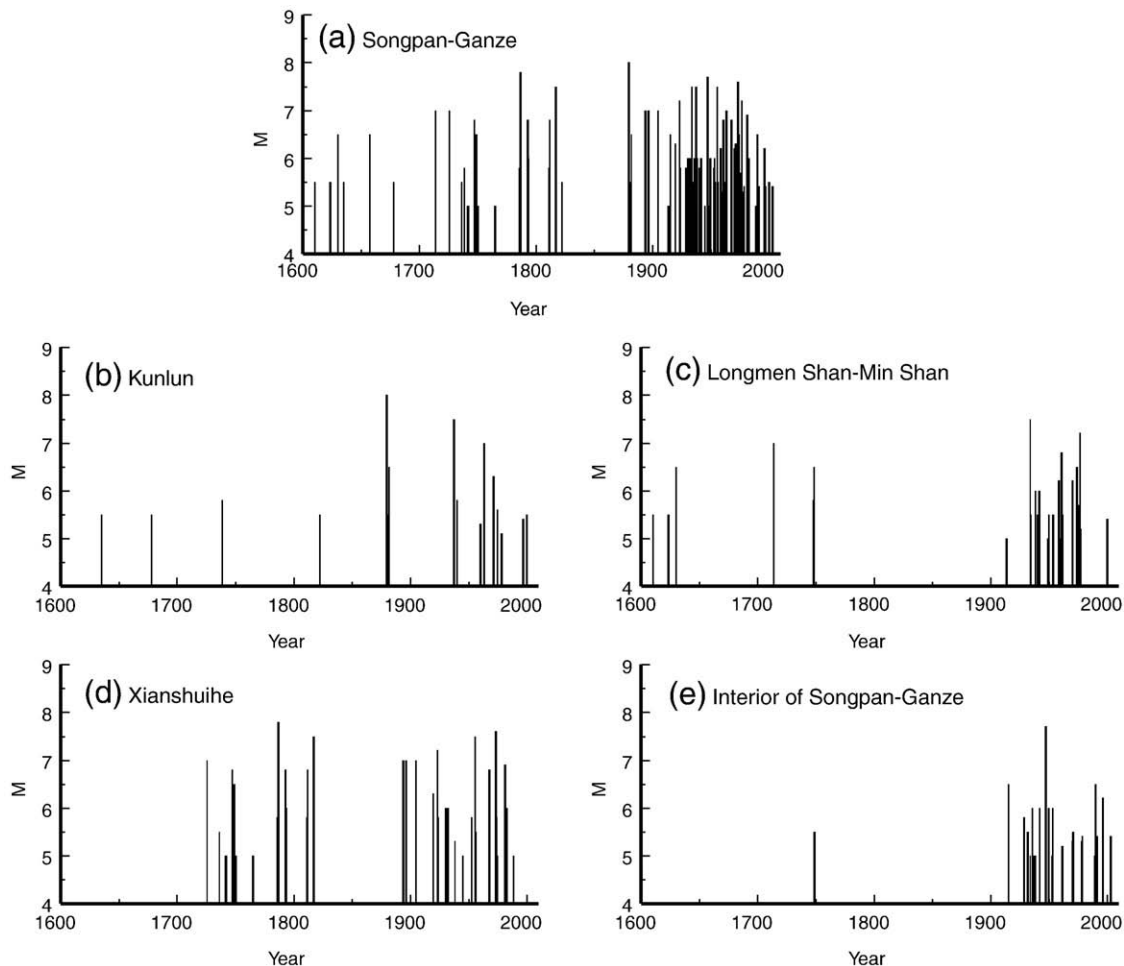 (a) Songpan-Ganze
9
8
7
6
5
4
M
1600 1700 1800 1900 2000
Year
(b) Kunlun
9
8
7
6
5
4
M
1600 1700 1800 1900 2000
Year
(c) Longmen Shan-Min Shan
9
8
7
6
5
4
M
1600 1700 1800 1900 2000
Year
(d) Xianshuihe
9
8
7
6
5
4
M
1600 1700 1800 1900 2000
Year
(e) Interior of Songpan-Ganze
9
8
7
6
5
4
M
1600 1700 1800 1900 2000
Year